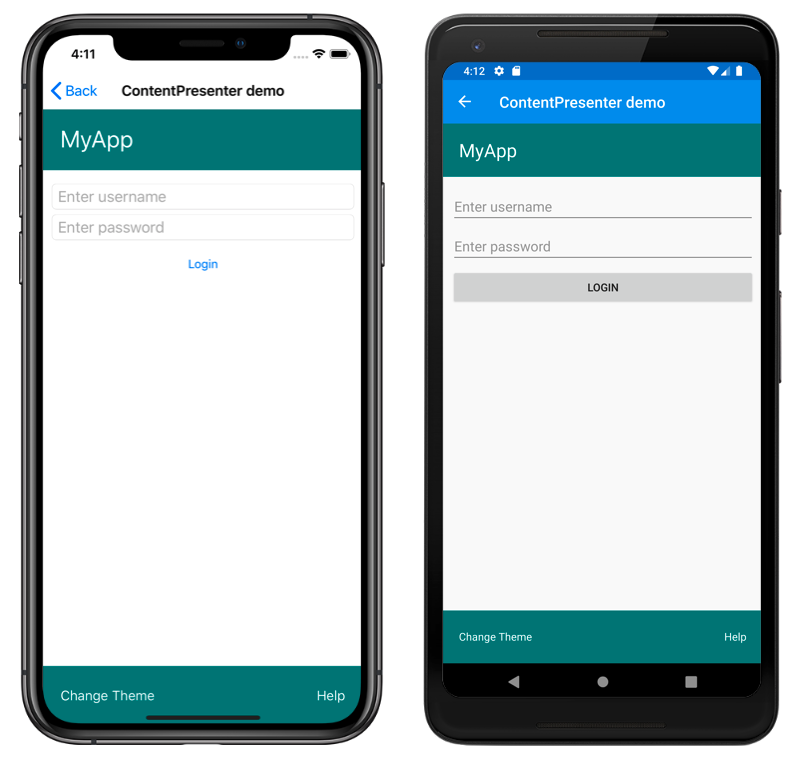 4:11
Back ContentPresenter demo
MyApp
Enter username
Enter password
Login
Change Theme Help
4:12
ContentPresenter demo
MyApp
Enter username
Enter password
LOGIN
Change Theme Help